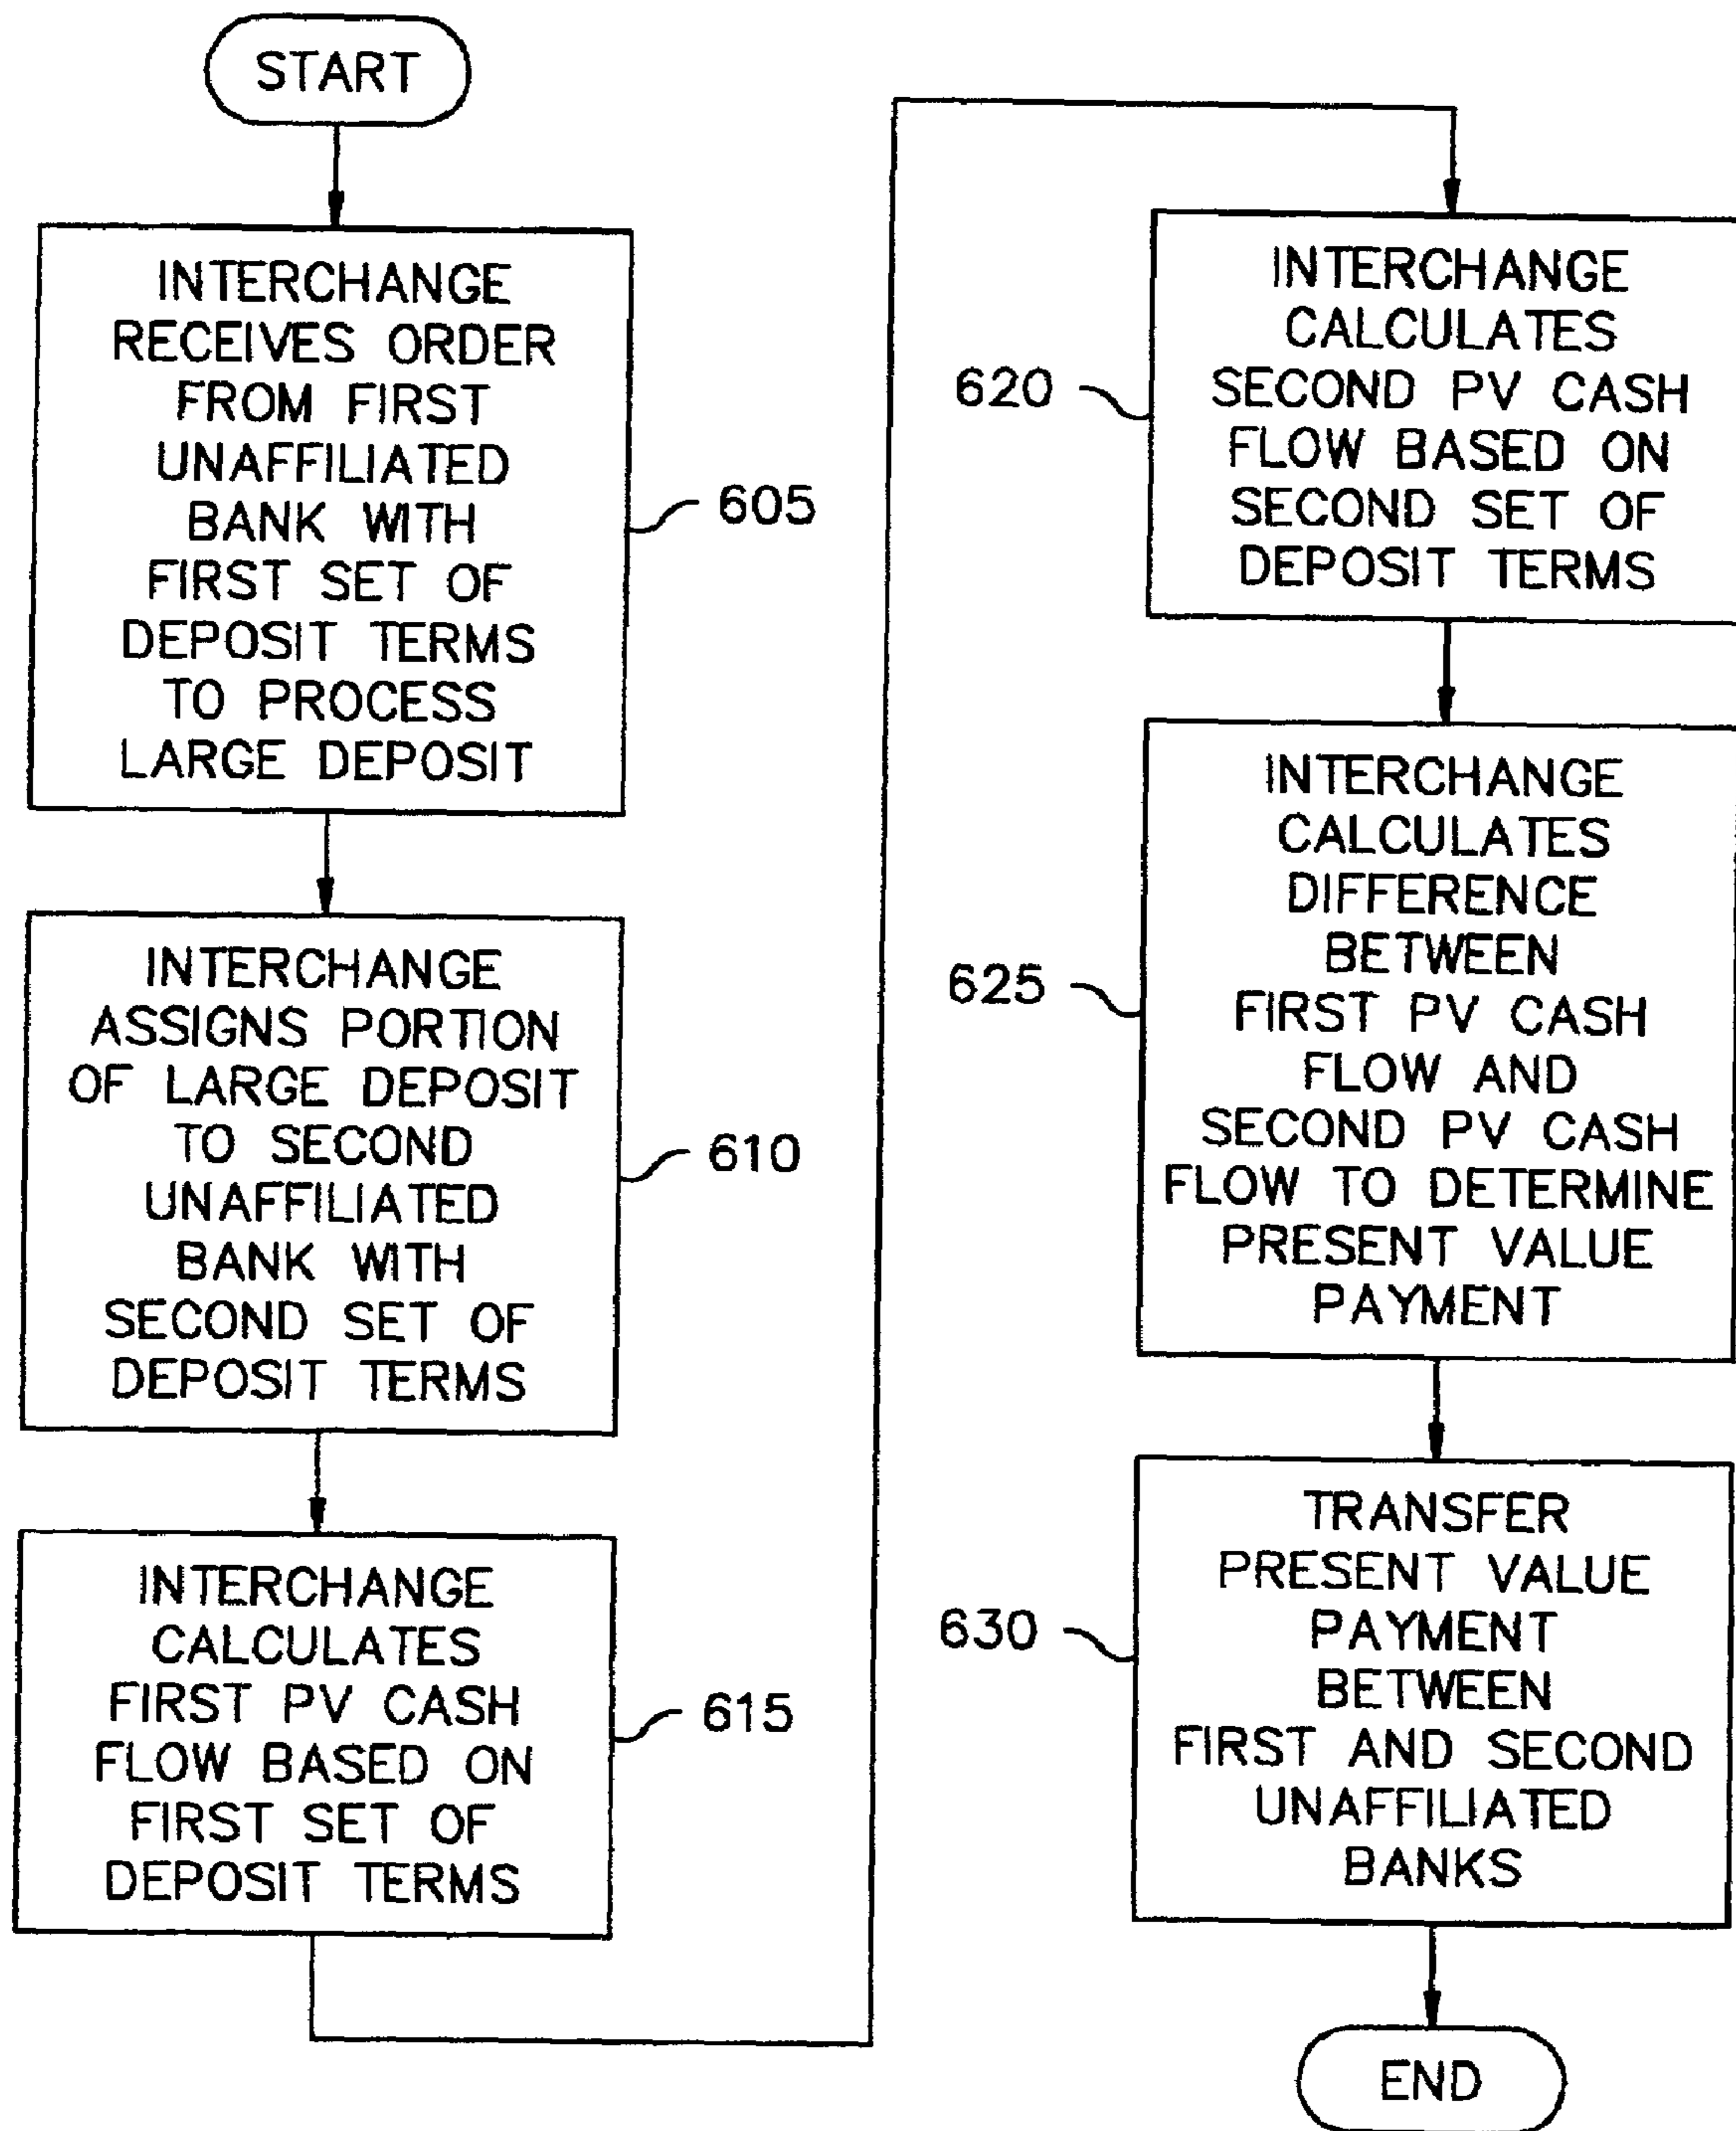 START
INTERCHANGE
RECEIVES ORDER
FROM FIRST
UNAFFILIATED
BANK WITH
FIRST SET OF
DEPOSIT TERMS
TO PROCESS
LARGE DEPOSIT
605
INTERCHANGE
ASSIGNS PORTION
OF LARGE DEPOSIT
TO SECOND
UNAFFILIATED
BANK WITH
SECOND SET OF
DEPOSIT TERMS
610
INTERCHANGE
CALCULATES
FIRST PV CASH
FLOW BASED ON
FIRST SET OF
DEPOSIT TERMS
615
INTERCHANGE
CALCULATES
SECOND PV CASH
FLOW BASED ON
SECOND SET OF
DEPOSIT TERMS
620
INTERCHANGE
CALCULATES
DIFFERENCE
BETWEEN
FIRST PV CASH
FLOW AND
SECOND PV CASH
FLOW TO DETERMINE
PRESENT VALUE
PAYMENT
625
TRANSFER
PRESENT VALUE
PAYMENT
BETWEEN
FIRST AND SECOND
UNAFFILIATED
BANKS
630
END